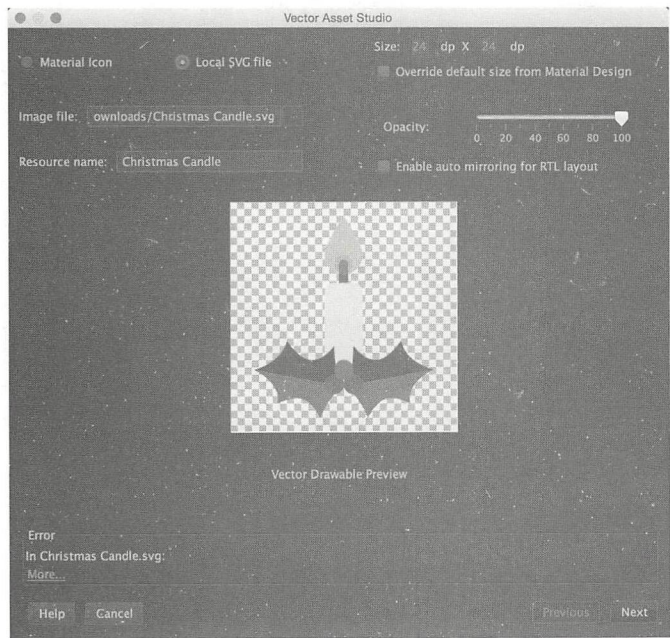 Vector Asset Studio
Material Icon
Local SVG file
Size: 24 dp X 24 dp
Override default size from Material Design
Image file: ownloads/Christmas Candle.svg
Opacity:
0 20 40 60 80 100
Resource name: Christmas Candle
Enable auto mirroring for RTL layout
Vector Drawable Preview
Error
In Christmas Candle.svg:
More...
Help Cancel Previous Next